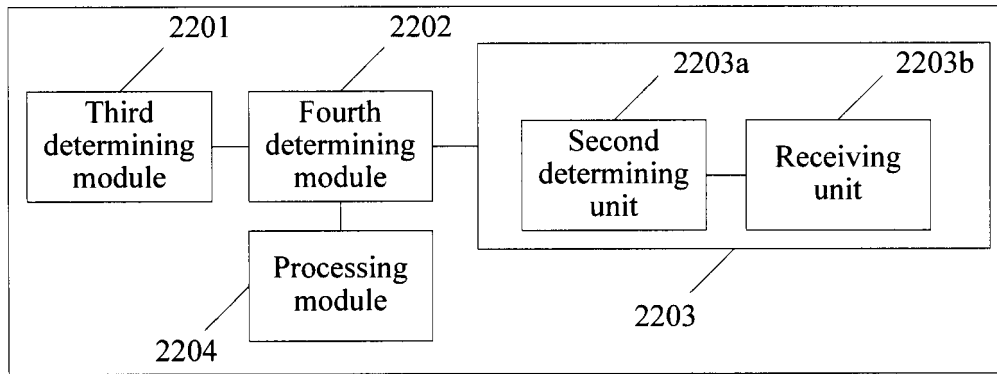 2201
2202
2203a
2203b
Third
determining
module
Fourth
determining
module
Second
determining
unit
Receiving
unit
Processing
module
2204
2203